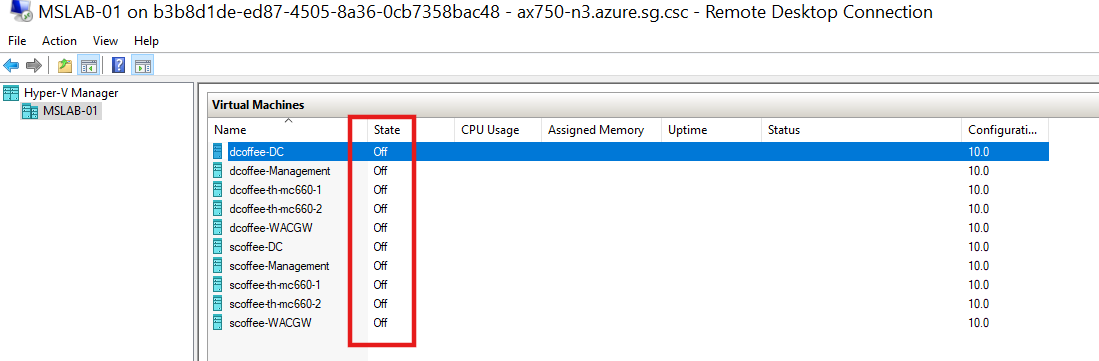 MSLAB-01 on b3b8d1de-ed87-4505-8a36-0cb7358bac48 - ax750-n3.azure.sg.csc - Remote Desktop Connection
File Action View Help
Hyper-V Manager
MSLAB-01
Virtual Machines
Name State CPU Usage Assigned Memory Uptime Status Configurati...
dcoffee-DC Off 10.0
dcoffee-Management Off 10.0
dcoffee-th-mc660-1 Off 10.0
dcoffee-th-mc660-2 Off 10.0
dcoffee-WACGW Off 10.0
scoffee-DC Off 10.0
scoffee-Management Off 10.0
scoffee-th-mc660-1 Off 10.0
scoffee-th-mc660-2 Off 10.0
scoffee-WACGW Off 10.0